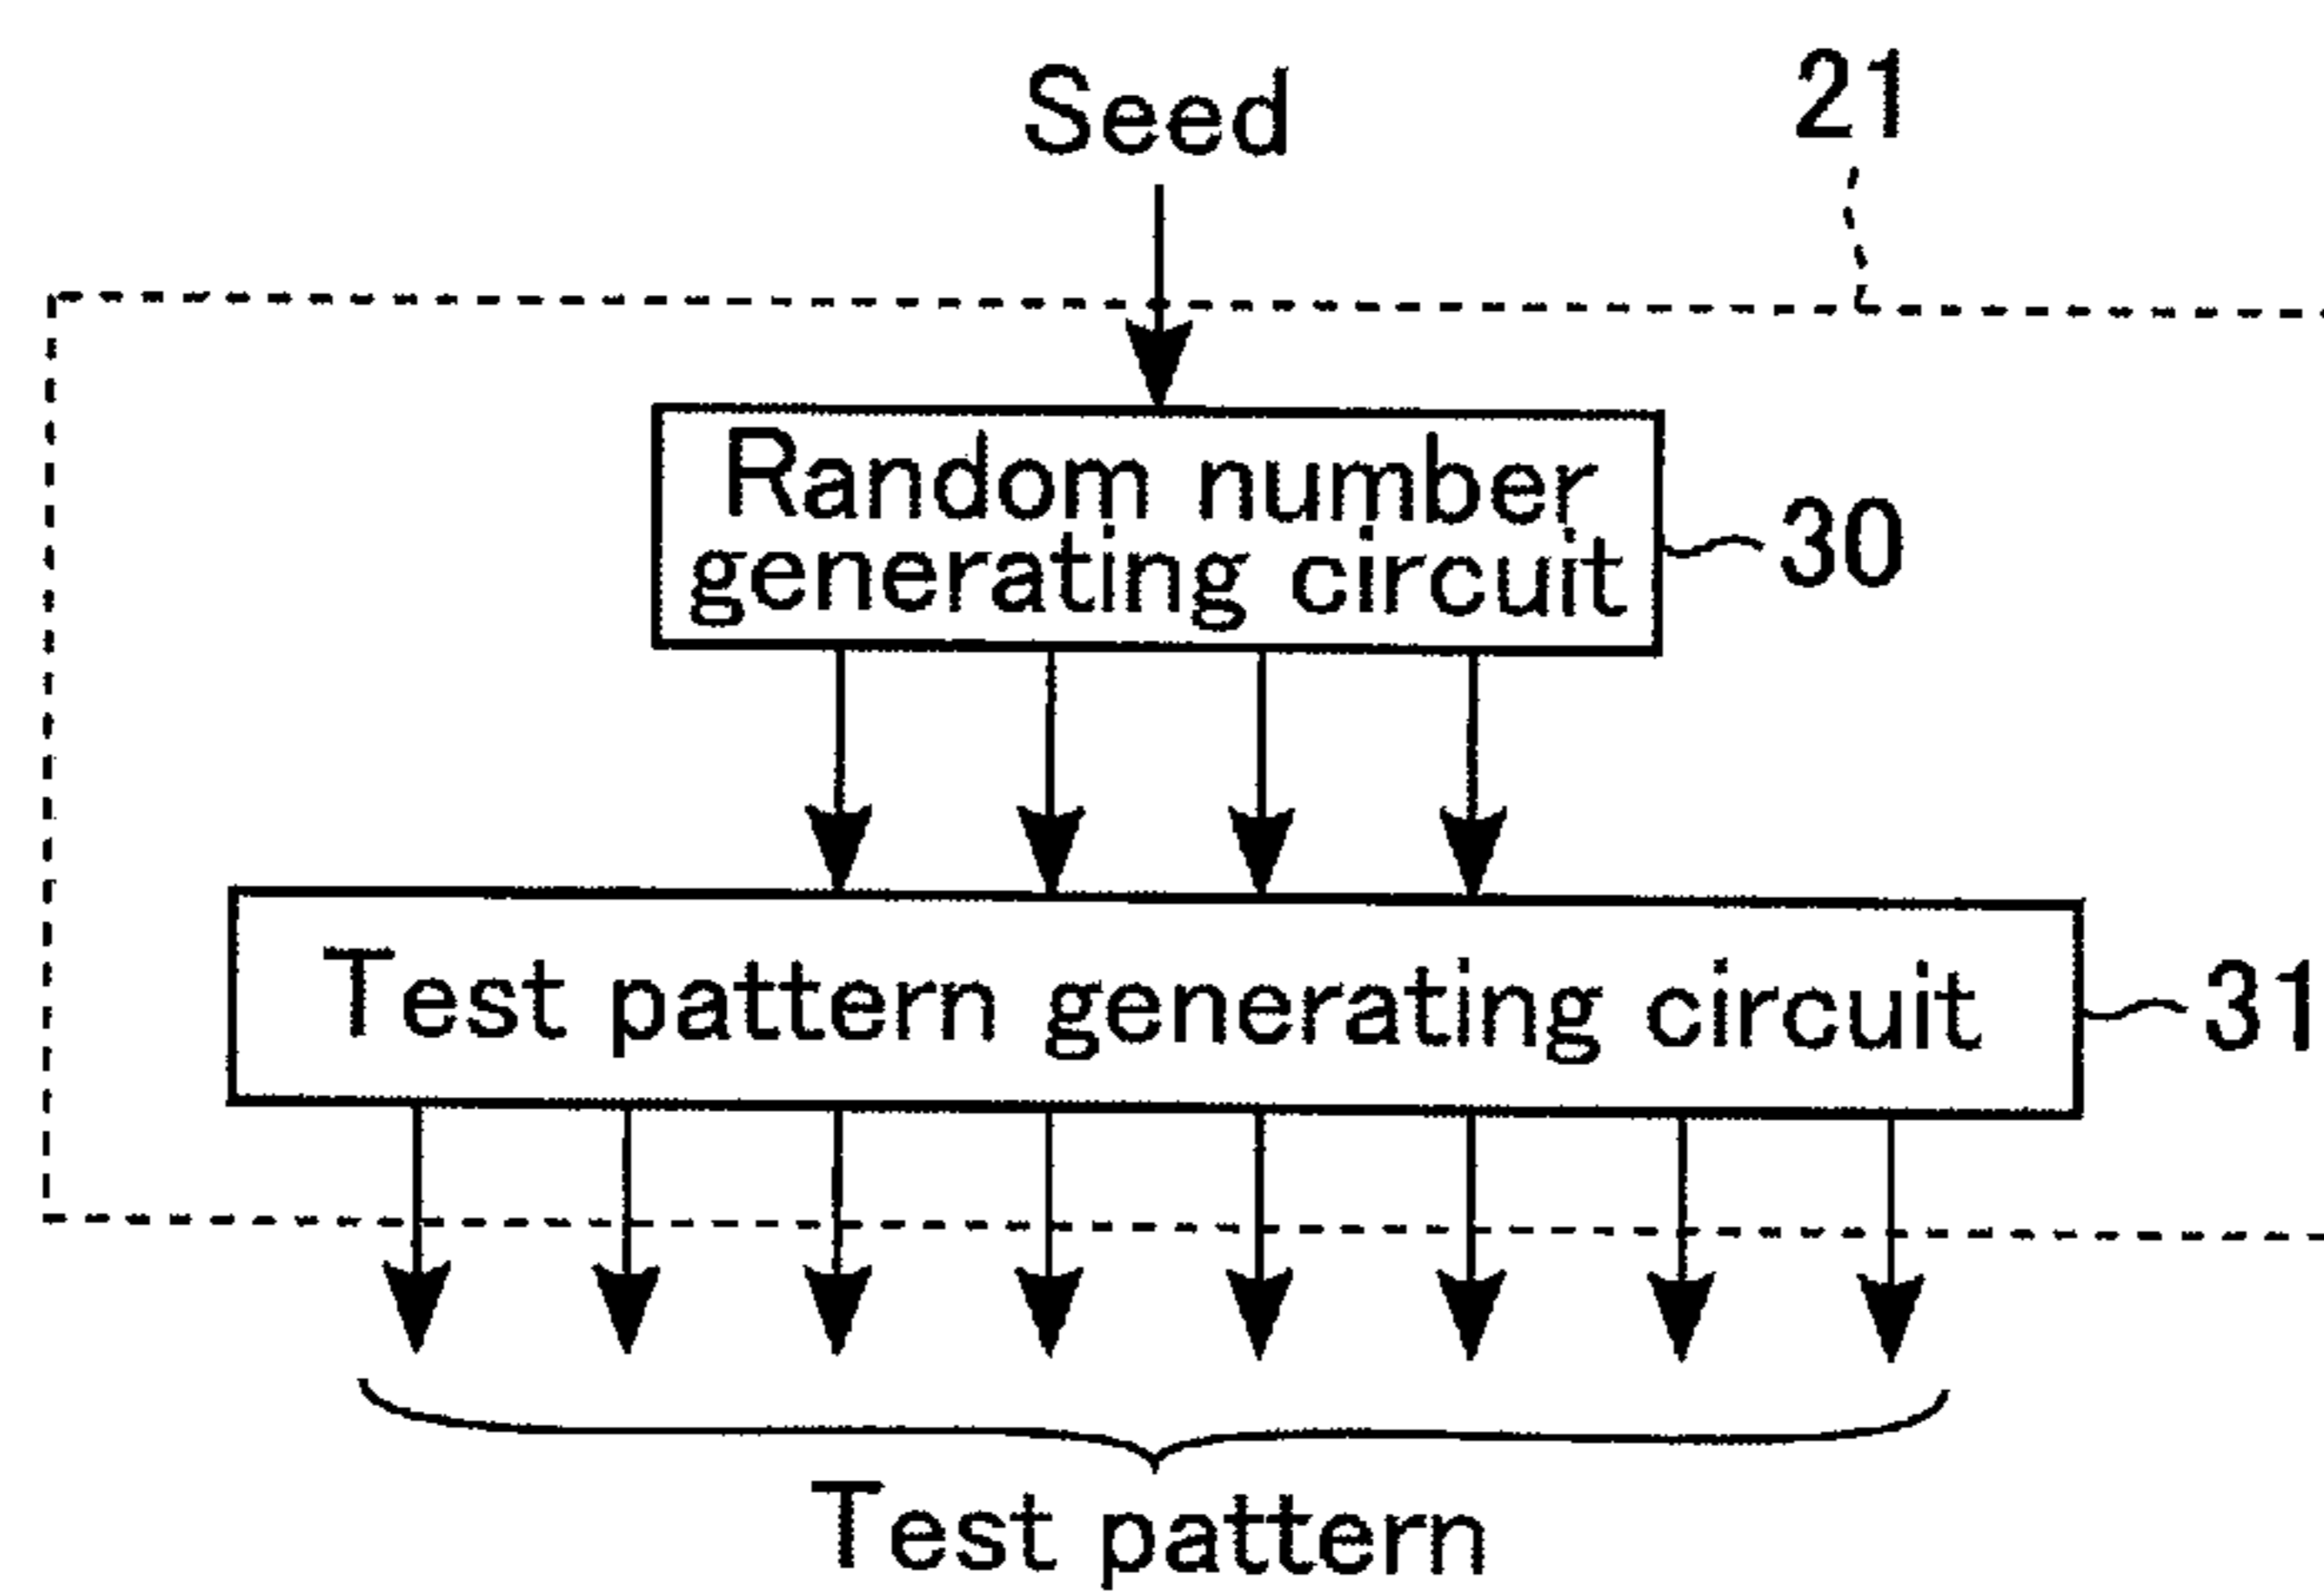 Seed
21
Random number
generating circuit
30
Test pattern generating circuit
31
Test pattern